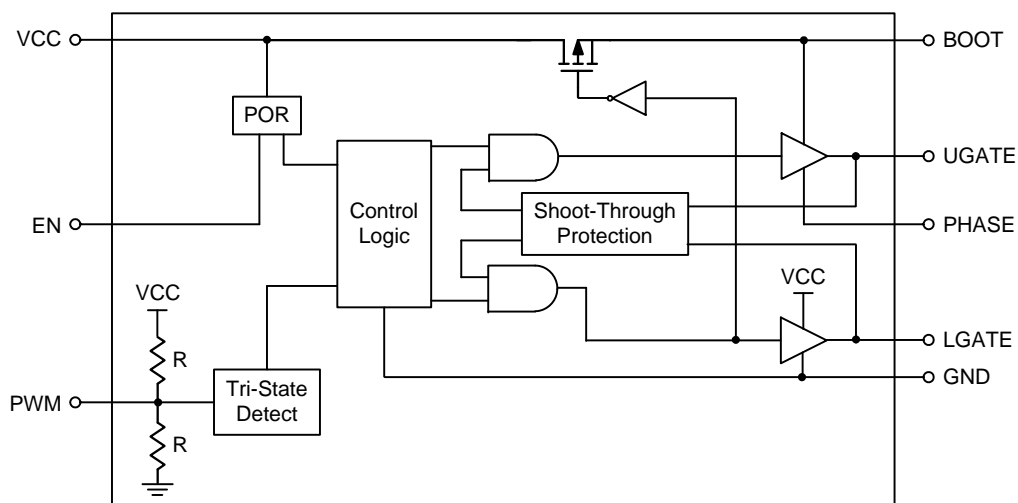 VCC
BOOT
POR
UGATE
Control
Logic
Shoot-Through
Protection
EN
PHASE
VCC
VCC
R
LGATE
Tri-State
Detect
GND
PWM
R